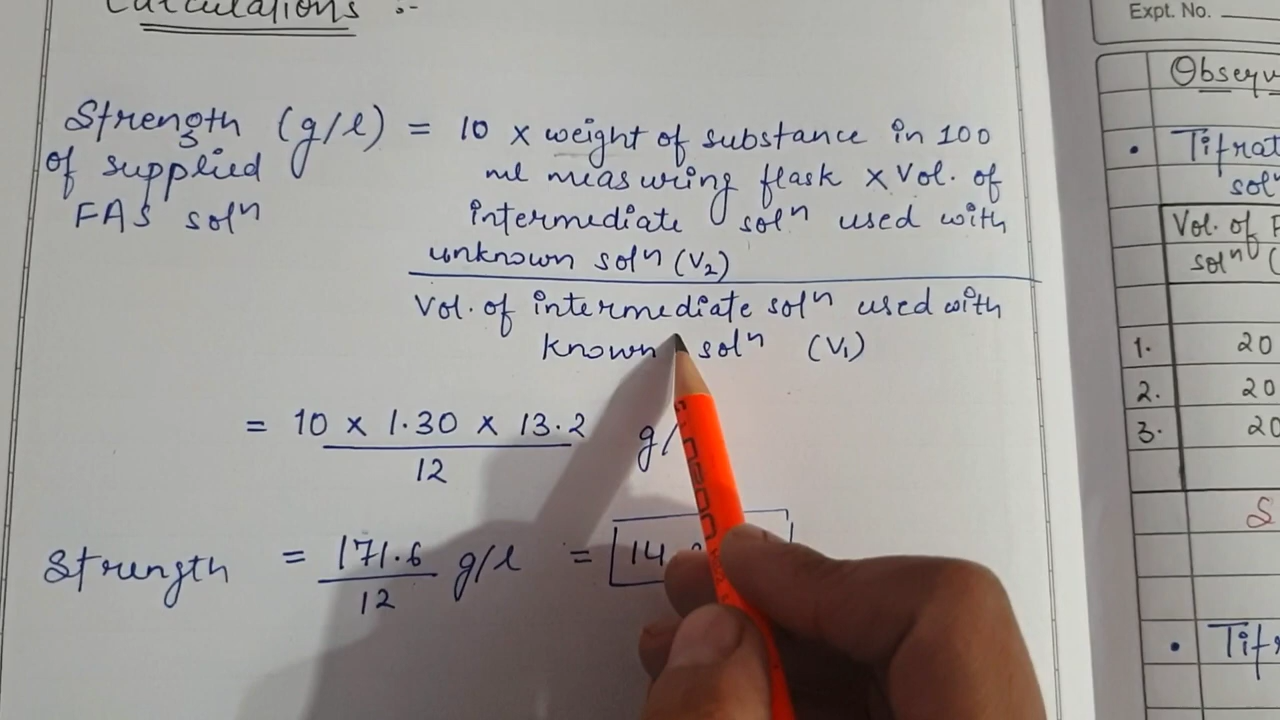 Calculations :-
Strength (g/l) = 10 x weight of substance in 100
of supplied ml measuring flask x Vol. of
FAS solⁿ intermediate solⁿ used with
unknown solⁿ (V₂)
Vol. of intermediate solⁿ used with
known solⁿ (V₁)
= 10 x 1.30 x 13.2 g/
12
Strength = 171.6 g/l = 14.
12
Expt. No.
Observ
• Titrat
solⁿ
Vol. of F
solⁿ (
1. 20
2. 20
3. 20
S
• Titr